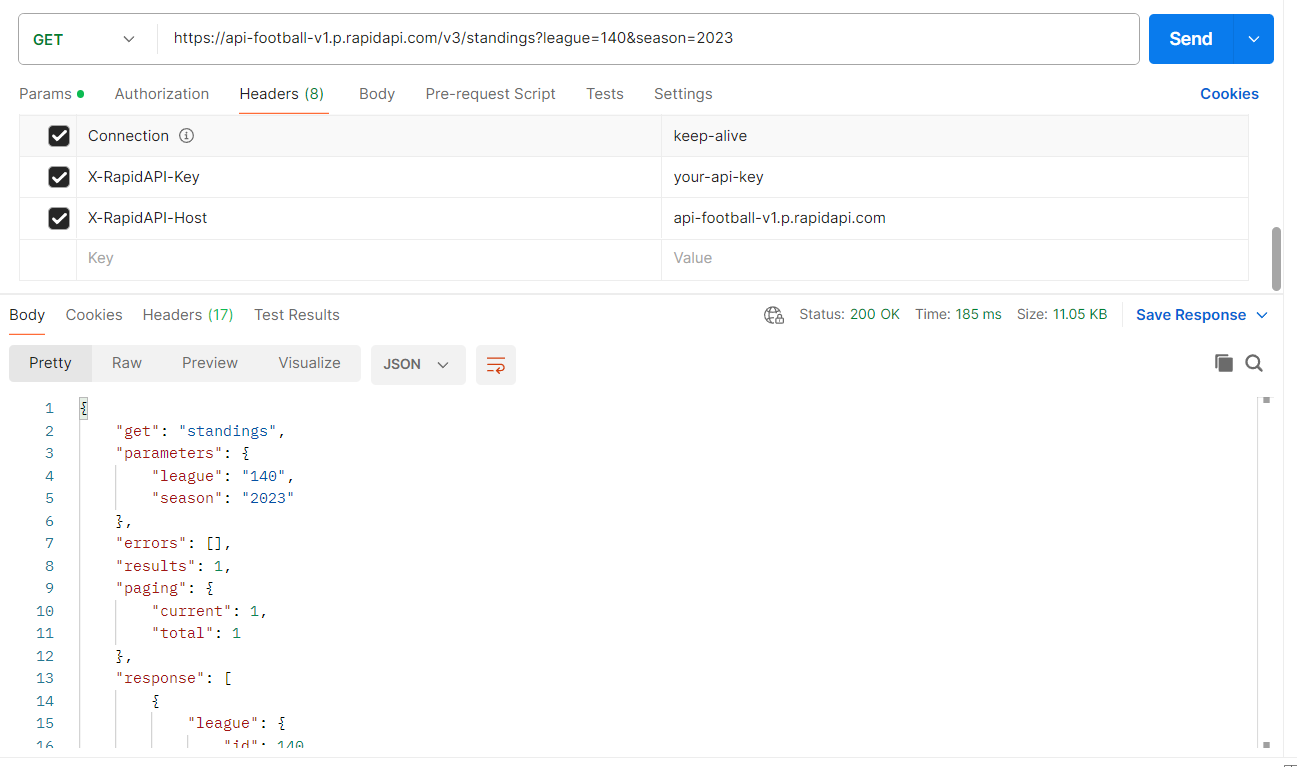 GET https://api-football-v1.p.rapidapi.com/v3/standings?league=140&season=2023 Send
Params Authorization Headers (8) Body Pre-request Script Tests Settings Cookies
Connection keep-alive
X-RapidAPI-Key your-api-key
X-RapidAPI-Host api-football-v1.p.rapidapi.com
Key Value
Body Cookies Headers (17) Test Results Status: 200 OK Time: 185 ms Size: 11.05 KB Save Response
Pretty Raw Preview Visualize JSON
1 {
2 "get": "standings",
3 "parameters": {
4 "league": "140",
5 "season": "2023"
6 },
7 "errors": [],
8 "results": 1,
9 "paging": {
10 "current": 1,
11 "total": 1
12 },
13 "response": [
14 {
15 "league": {
16 "id": 140